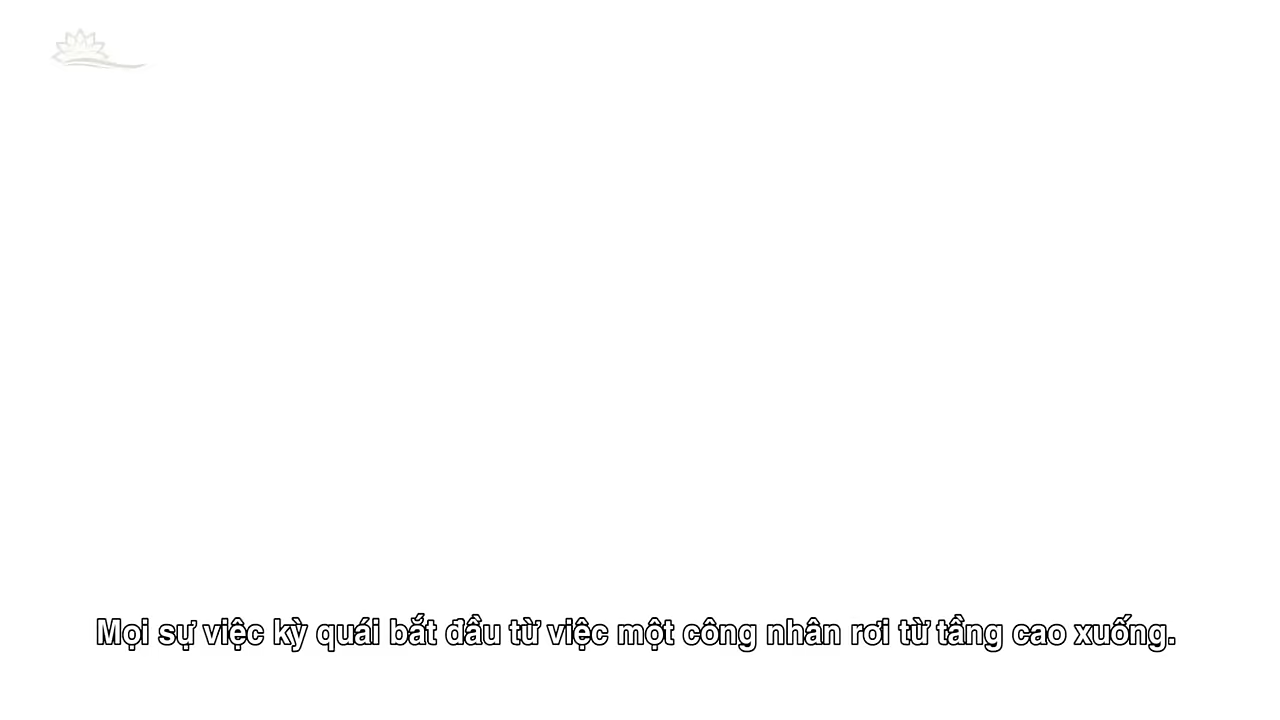 Mọi sự việc kỳ quái bắt đầu từ việc một công nhân rơi từ tầng cao xuống.